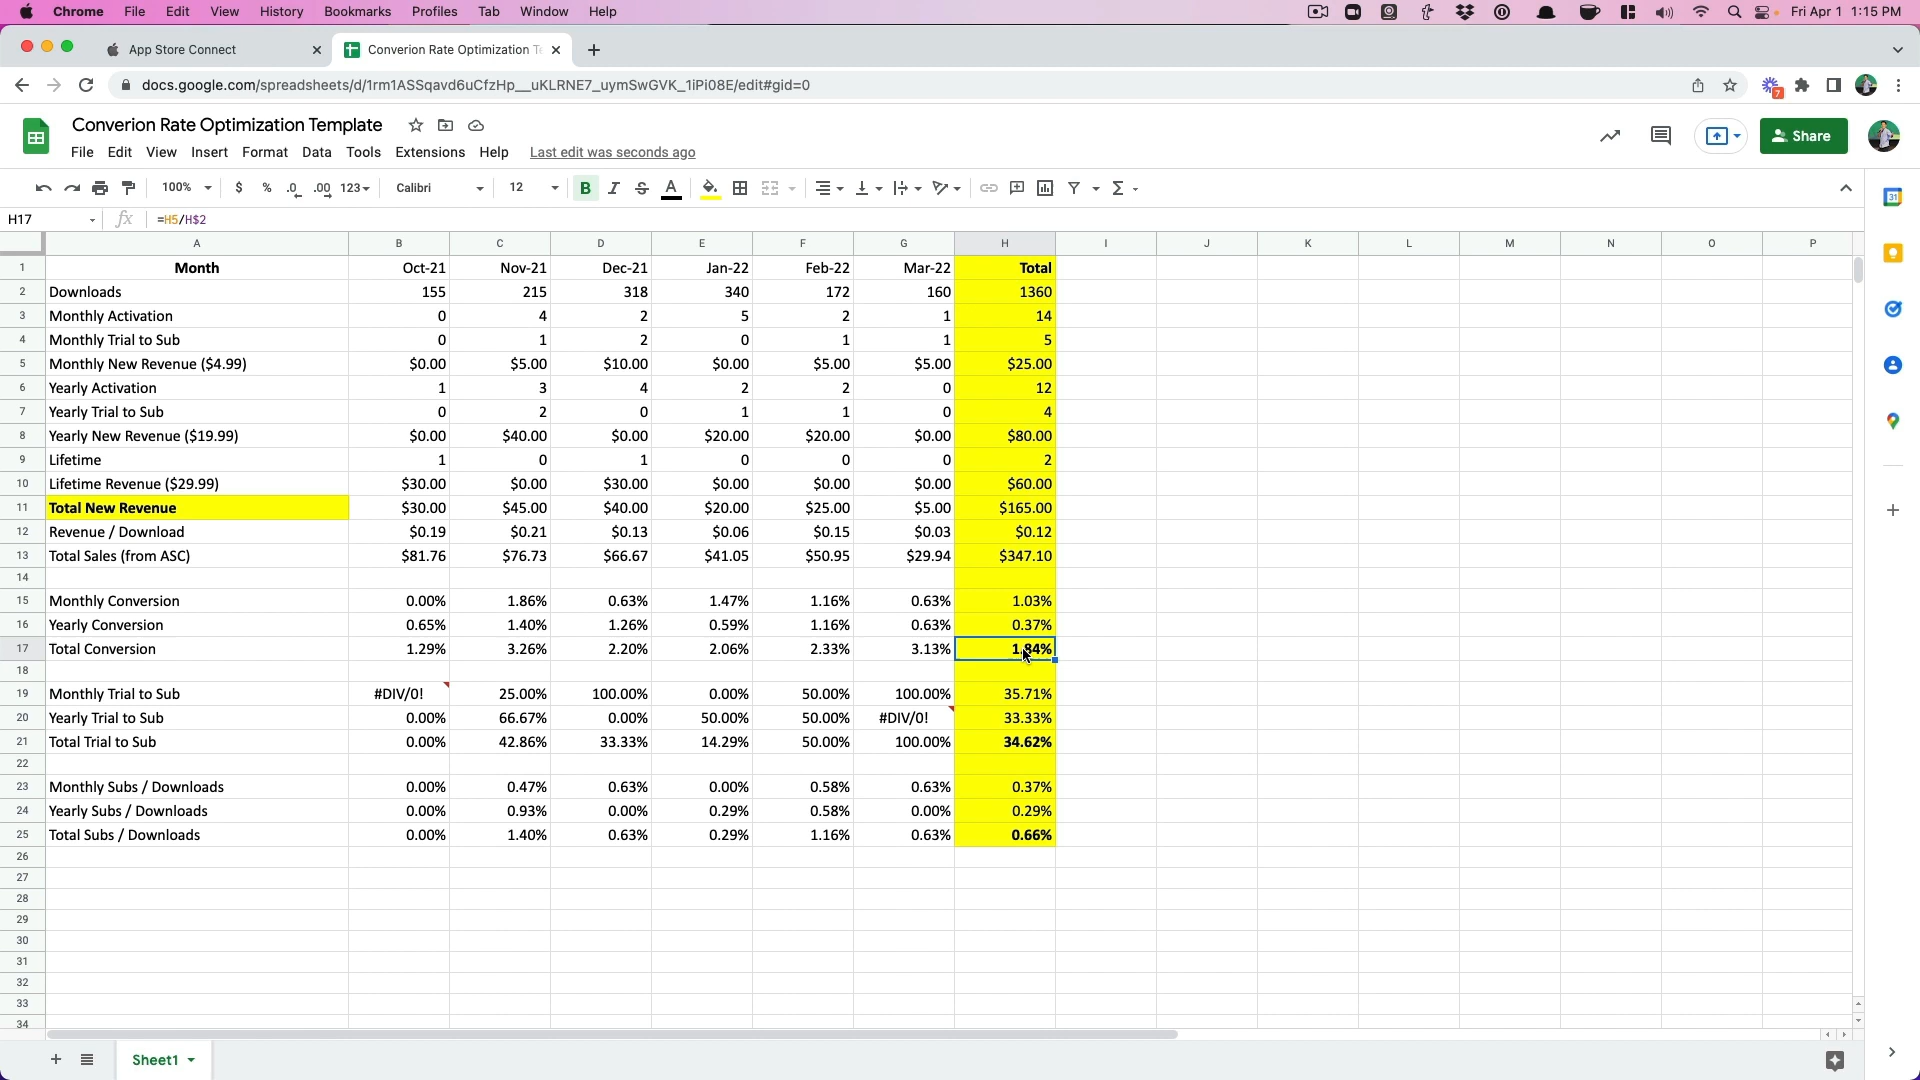 Chrome File Edit View History Bookmarks Profiles Tab Window Help Fri Apr 1 1:15 PM
App Store Connect Converion Rate Optimization Te
docs.google.com/spreadsheets/d/1rm1ASSqavd6uCfzHp__uKLRNE7_uymSwGVK_1iPi08E/edit#gid=0 7
Converion Rate Optimization Template
File Edit View Insert Format Data Tools Extensions Help Last edit was seconds ago Share
100% $ % .0 .00 123 Calibri 12 B I S A Σ 31
H17 fx =H5/H$2
A B C D E F G H I J K L M N O P
1 Month Oct-21 Nov-21 Dec-21 Jan-22 Feb-22 Mar-22 Total
2 Downloads 155 215 318 340 172 160 1360
3 Monthly Activation 0 4 2 5 2 1 14
4 Monthly Trial to Sub 0 1 2 0 1 1 5
5 Monthly New Revenue ($4.99) $0.00 $5.00 $10.00 $0.00 $5.00 $5.00 $25.00
6 Yearly Activation 1 3 4 2 2 0 12
7 Yearly Trial to Sub 0 2 0 1 1 0 4
8 Yearly New Revenue ($19.99) $0.00 $40.00 $0.00 $20.00 $20.00 $0.00 $80.00
9 Lifetime 1 0 1 0 0 0 2
10 Lifetime Revenue ($29.99) $30.00 $0.00 $30.00 $0.00 $0.00 $0.00 $60.00
11 Total New Revenue $30.00 $45.00 $40.00 $20.00 $25.00 $5.00 $165.00
12 Revenue / Download $0.19 $0.21 $0.13 $0.06 $0.15 $0.03 $0.12
13 Total Sales (from ASC) $81.76 $76.73 $66.67 $41.05 $50.95 $29.94 $347.10
14
15 Monthly Conversion 0.00% 1.86% 0.63% 1.47% 1.16% 0.63% 1.03%
16 Yearly Conversion 0.65% 1.40% 1.26% 0.59% 1.16% 0.63% 0.37%
17 Total Conversion 1.29% 3.26% 2.20% 2.06% 2.33% 3.13% 1.84%
18
19 Monthly Trial to Sub #DIV/0! 25.00% 100.00% 0.00% 50.00% 100.00% 35.71%
20 Yearly Trial to Sub 0.00% 66.67% 0.00% 50.00% 50.00% #DIV/0! 33.33%
21 Total Trial to Sub 0.00% 42.86% 33.33% 14.29% 50.00% 100.00% 34.62%
22
23 Monthly Subs / Downloads 0.00% 0.47% 0.63% 0.00% 0.58% 0.63% 0.37%
24 Yearly Subs / Downloads 0.00% 0.93% 0.00% 0.29% 0.58% 0.00% 0.29%
25 Total Subs / Downloads 0.00% 1.40% 0.63% 0.29% 1.16% 0.63% 0.66%
26
27
28
29
30
31
32
33
34
Sheet1